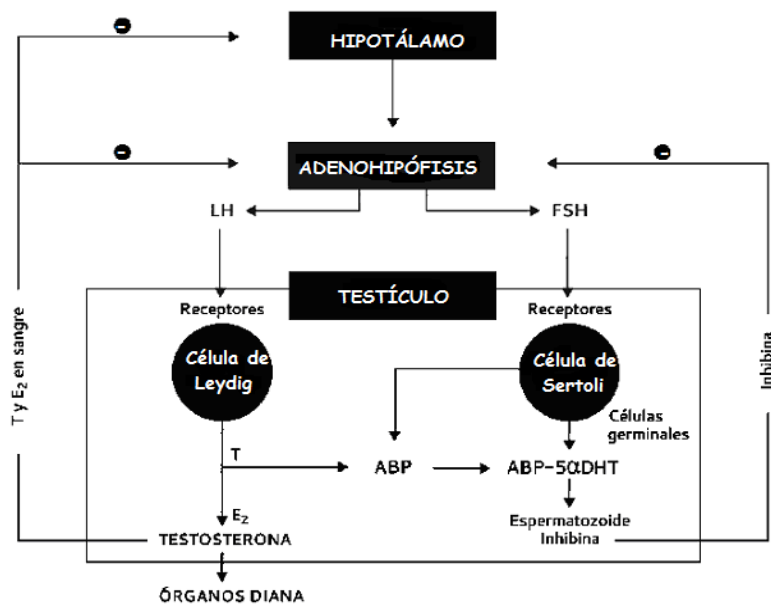 HIPOTÁLAMO
ADENOHIPÓFISIS
LH
FSH
TESTÍCULO
Receptores
Receptores
Célula de
Leydig
Célula de
Sertoli
T y E₂ en sangre
Inhibina
Células
germinales
T
ABP
ABP-5αDHT
E₂
TESTOSTERONA
Espermatozoide
Inhibina
ÓRGANOS DIANA